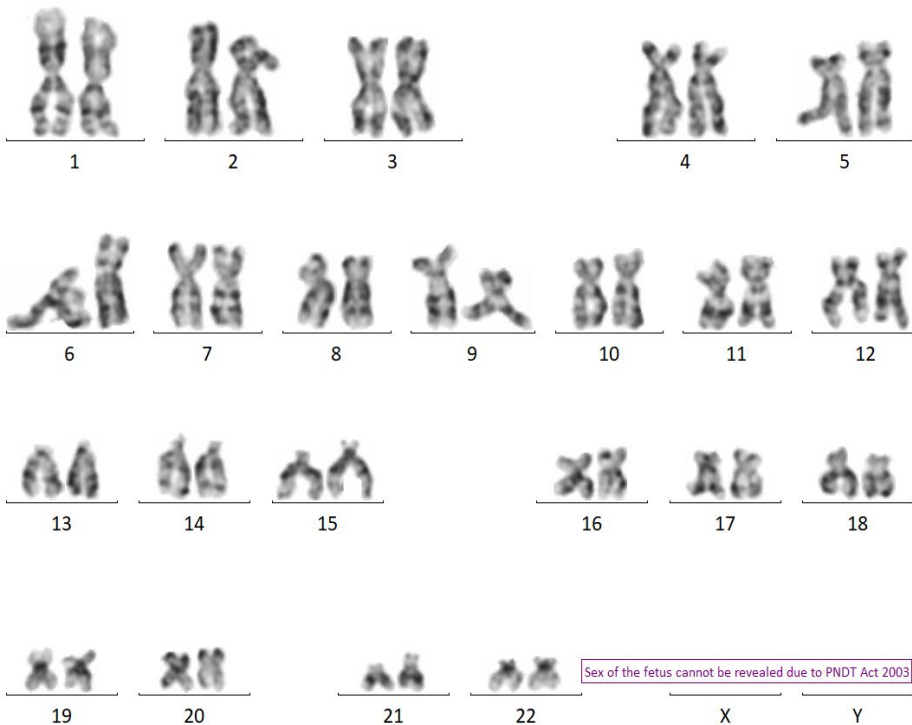 1 2 3 4 5
6 7 8 9 10 11 12
13 14 15 16 17 18
Sex of the fetus cannot be revealed due to PNDT Act 2003
19 20 21 22 X Y